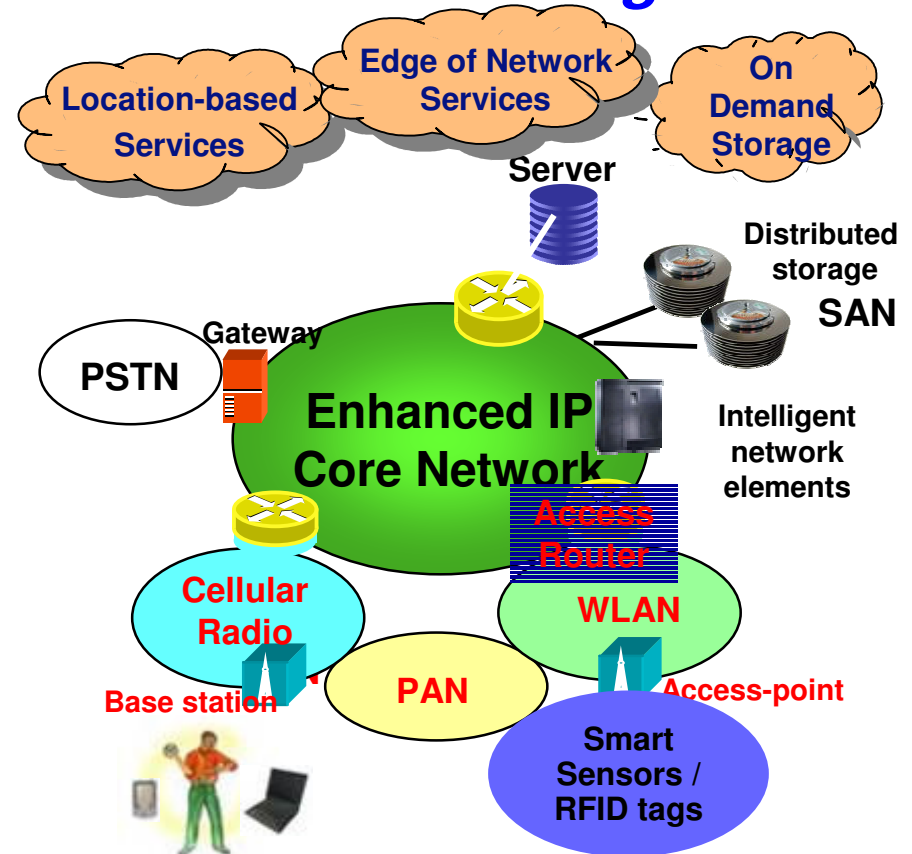 Edge of Network
Services
Location-based
Services
On
Demand
Storage
Server
Distributed
storage
SAN
Gateway
PSTN
Enhanced IP
Core Network
Intelligent
network
elements
Access
Router
Cellular
Radio
WLAN
PAN
Base station
Access-point
Smart
Sensors /
RFID tags